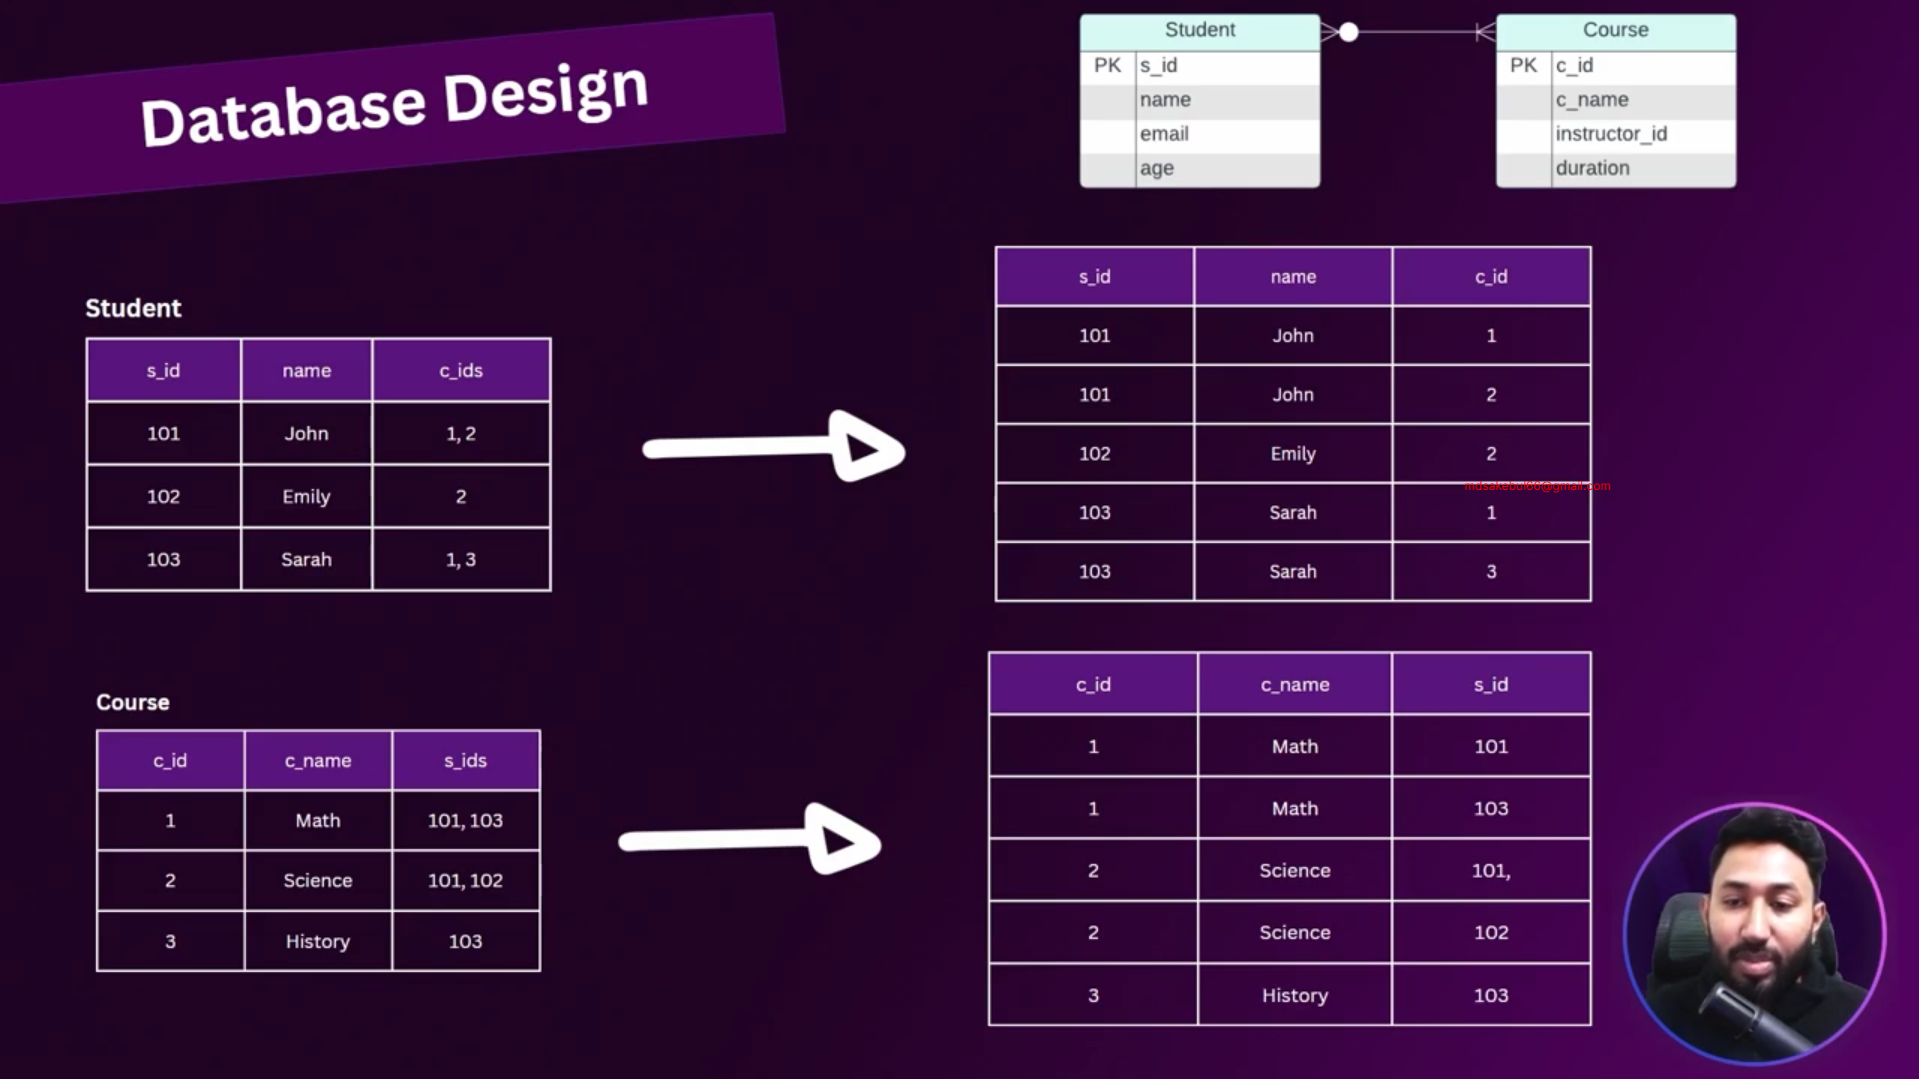 Database Design
Student
PK s_id
name
email
age
Course
PK c_id
c_name
instructor_id
duration
Student
s_id name c_ids
101 John 1, 2
102 Emily 2
103 Sarah 1, 3
s_id name c_id
101 John 1
101 John 2
102 Emily 2
103 Sarah 1
103 Sarah 3
Course
c_id c_name s_ids
1 Math 101, 103
2 Science 101, 102
3 History 103
c_id c_name s_id
1 Math 101
1 Math 103
2 Science 101,
2 Science 102
3 History 103